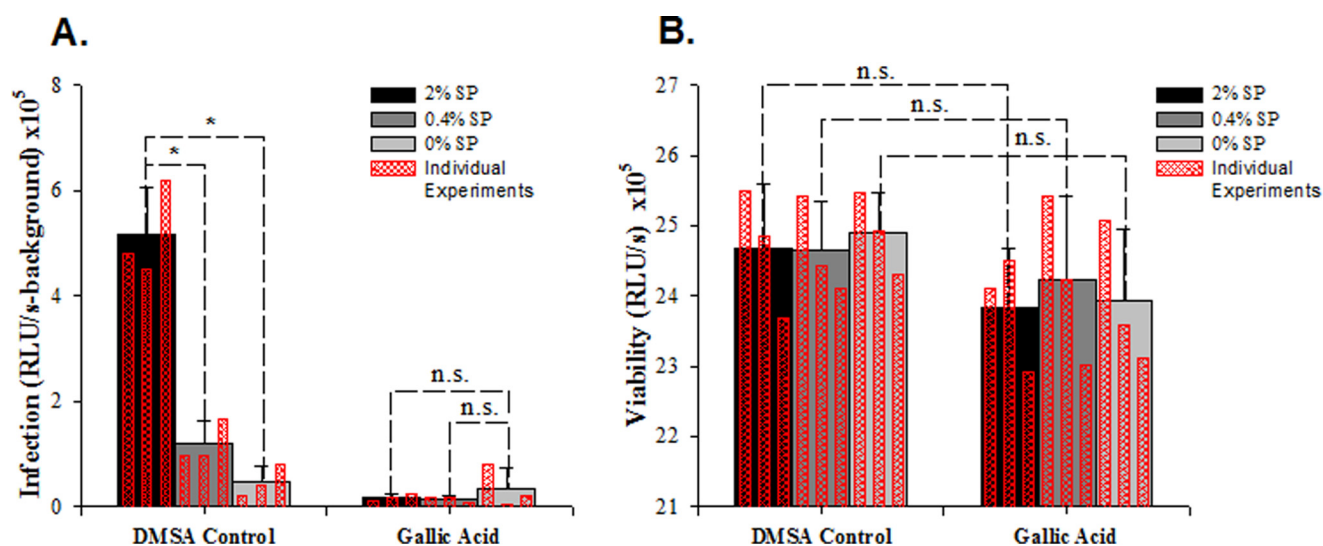 A.
Infection (RLU/s-background) x10⁵
8
6
4
2
0
2% SP
0.4% SP
0% SP
Individual
Experiments
*
*
n.s.
n.s.
DMSA Control
Gallic Acid
B.
Viability (RLU/s) x10⁵
27
26
25
24
23
22
21
n.s.
n.s.
n.s.
2% SP
0.4% SP
0% SP
Individual
Experiments
DMSA Control
Gallic Acid